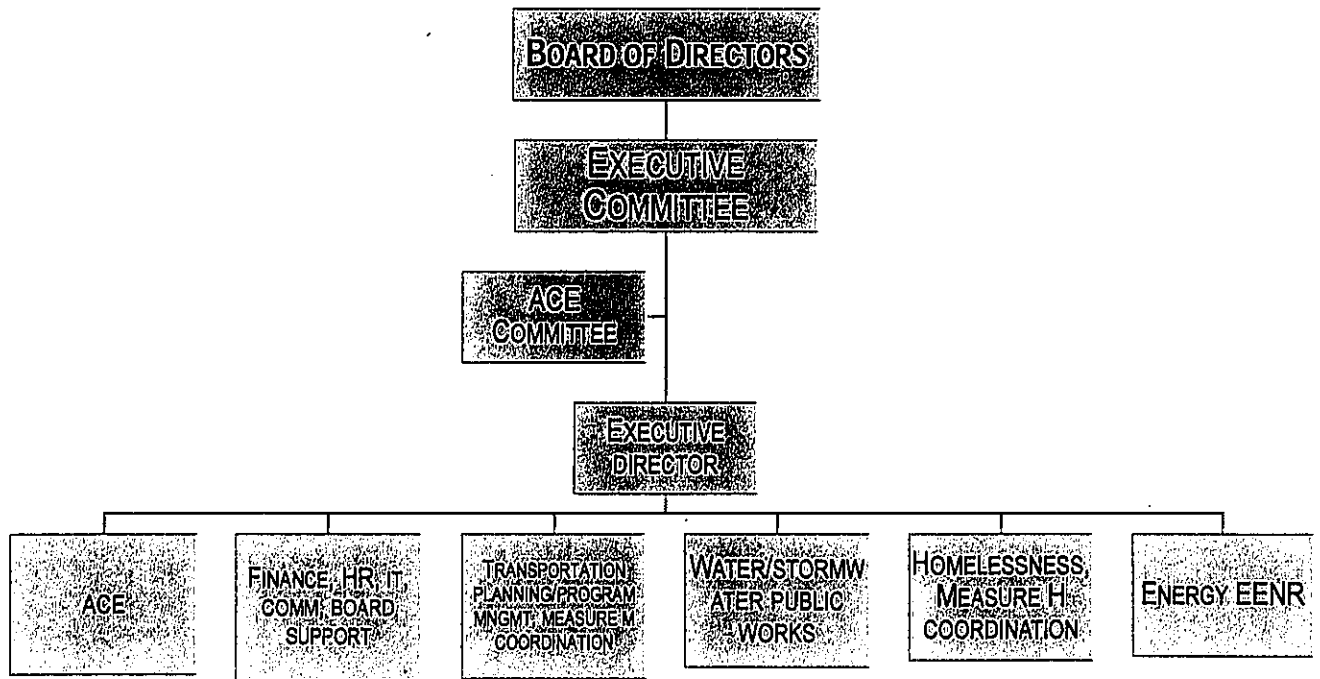 BOARD OF DIRECTORS
EXECUTIVE
COMMITTEE
ACE
COMMITTEE
EXECUTIVE
DIRECTOR
ACE
FINANCE, HR, IT
COMM, BOARD
SUPPORT
TRANSPORTATION
PLANNING/PROGRAM
MNGMT, MEASURE M
COORDINATION
WATER/STORMW
ATER PUBLIC
WORKS
HOMELESSNESS,
MEASURE H
COORDINATION
ENERGY EENR